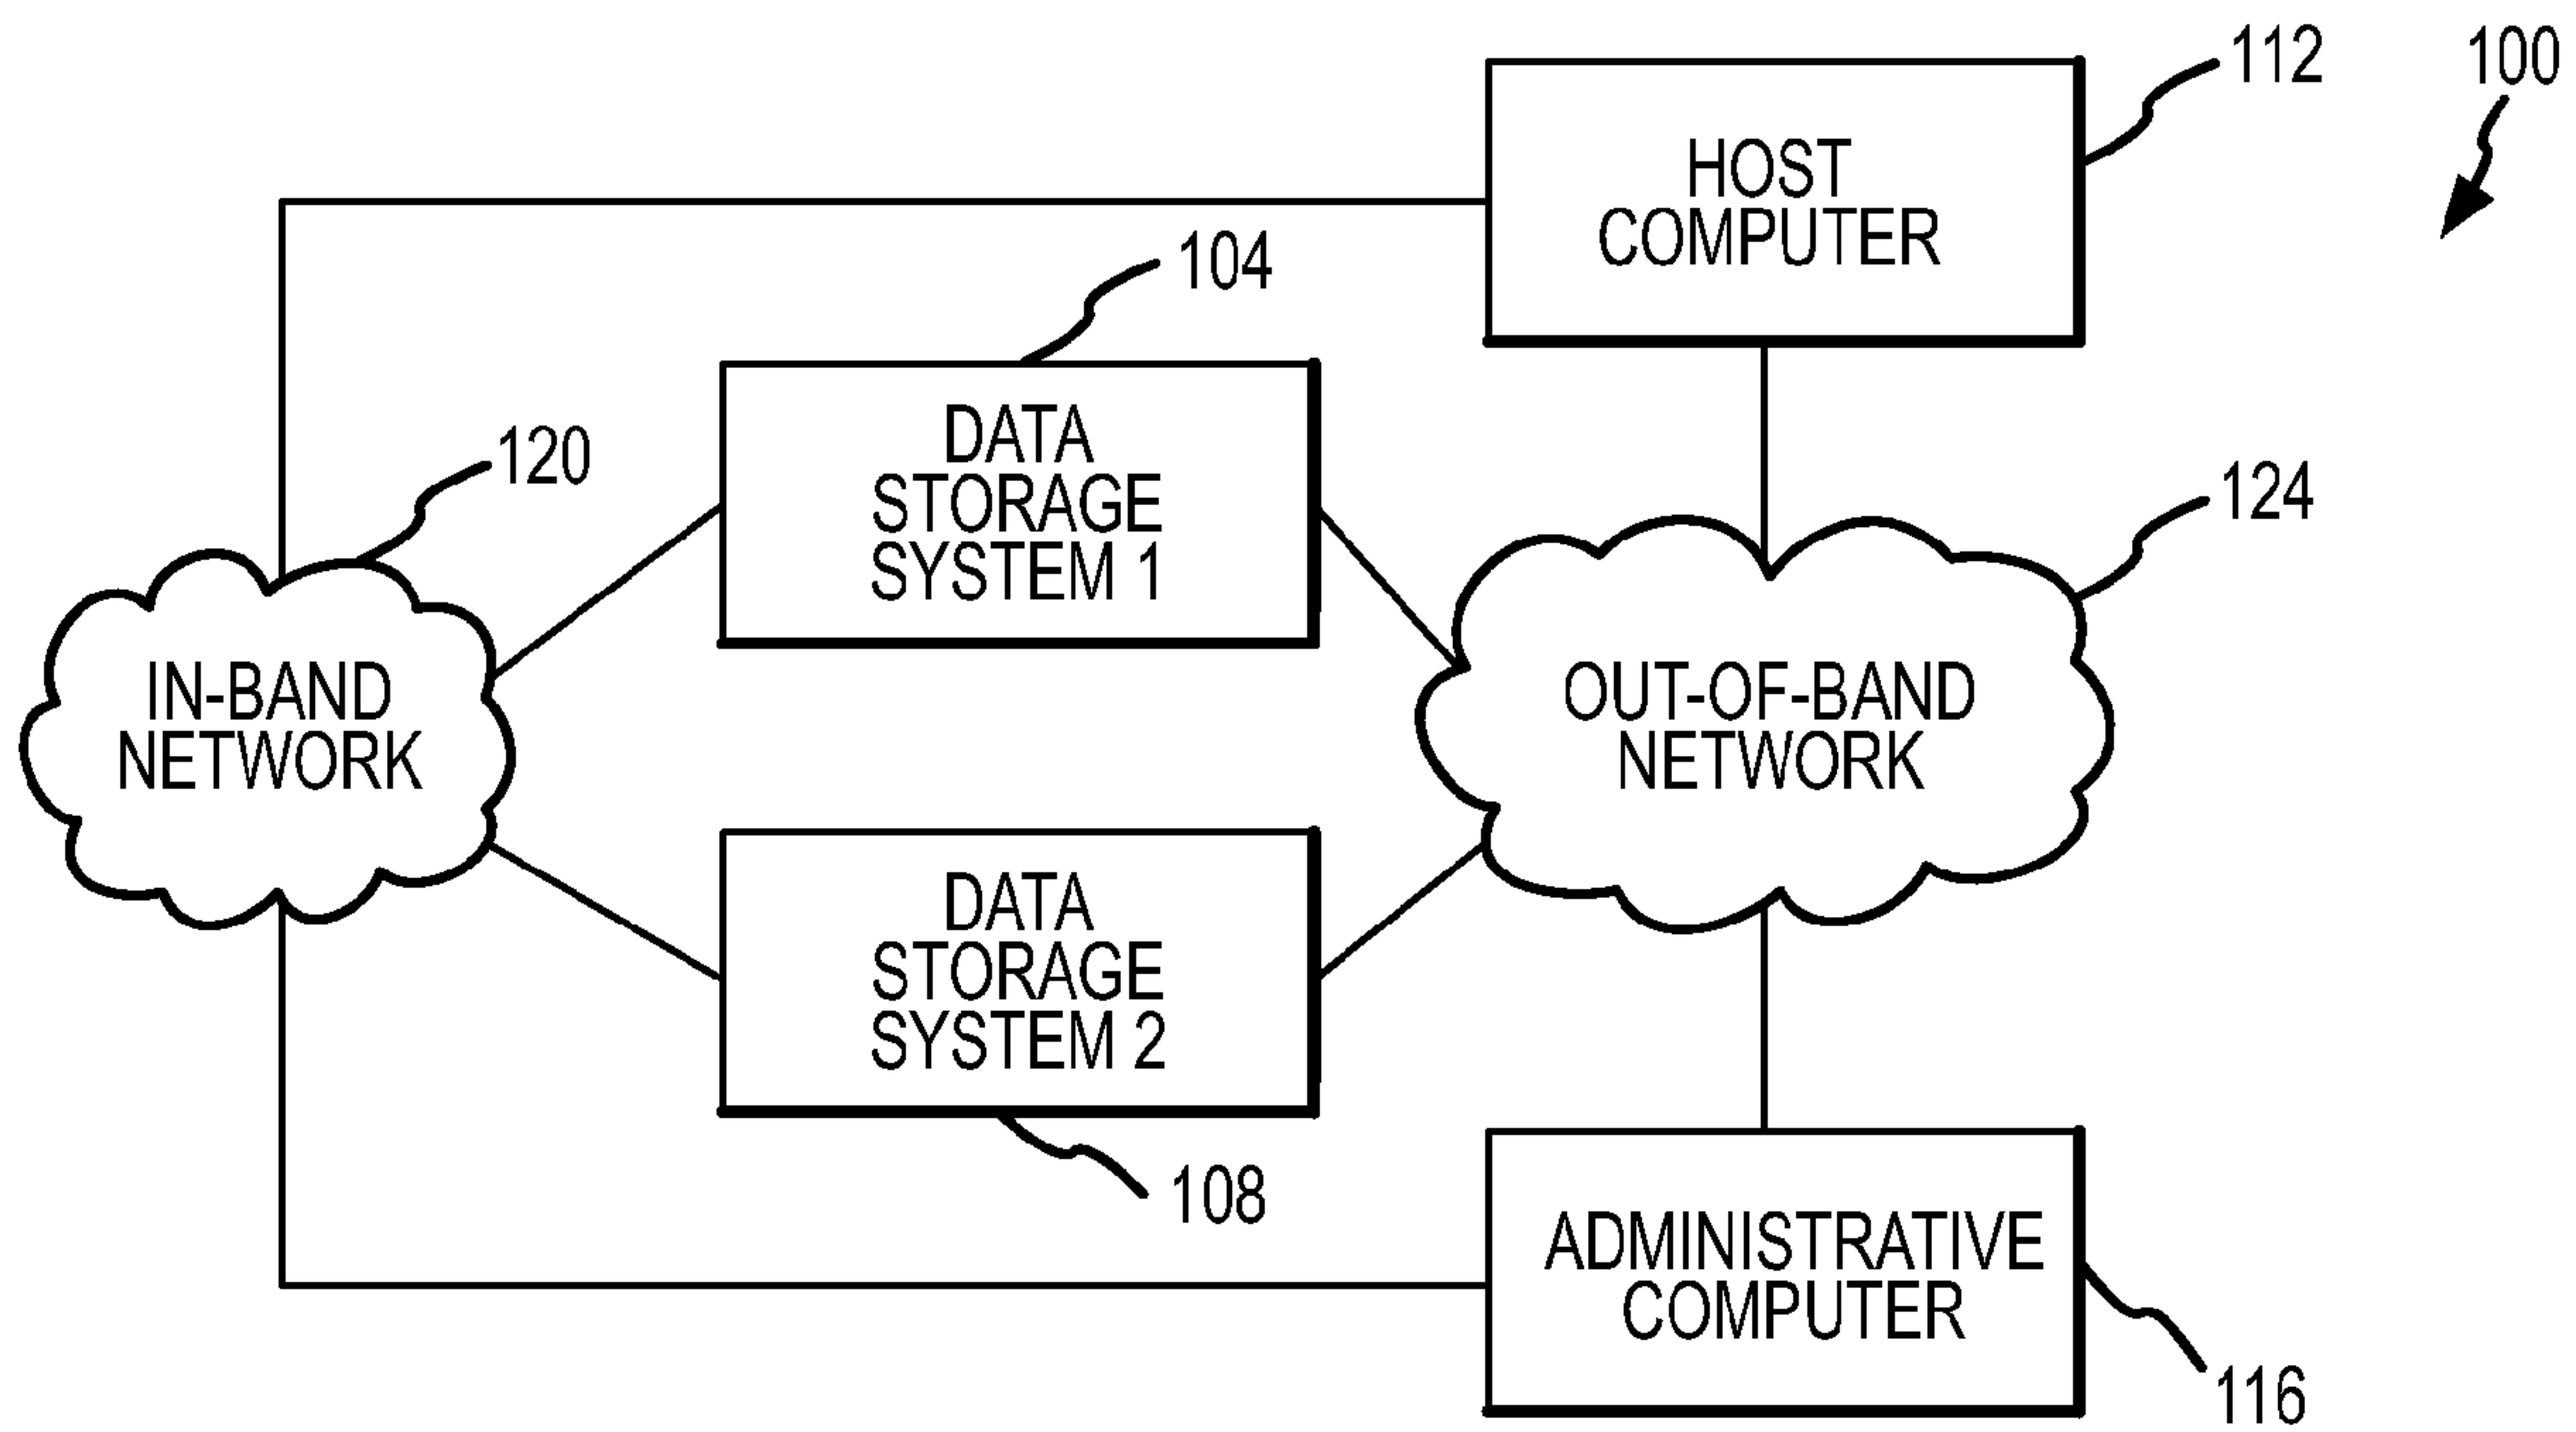 112
100
HOST
COMPUTER
104
DATA
STORAGE
SYSTEM 1
120
124
IN-BAND
NETWORK
OUT-OF-BAND
NETWORK
DATA
STORAGE
SYSTEM 2
108
ADMINISTRATIVE
COMPUTER
116